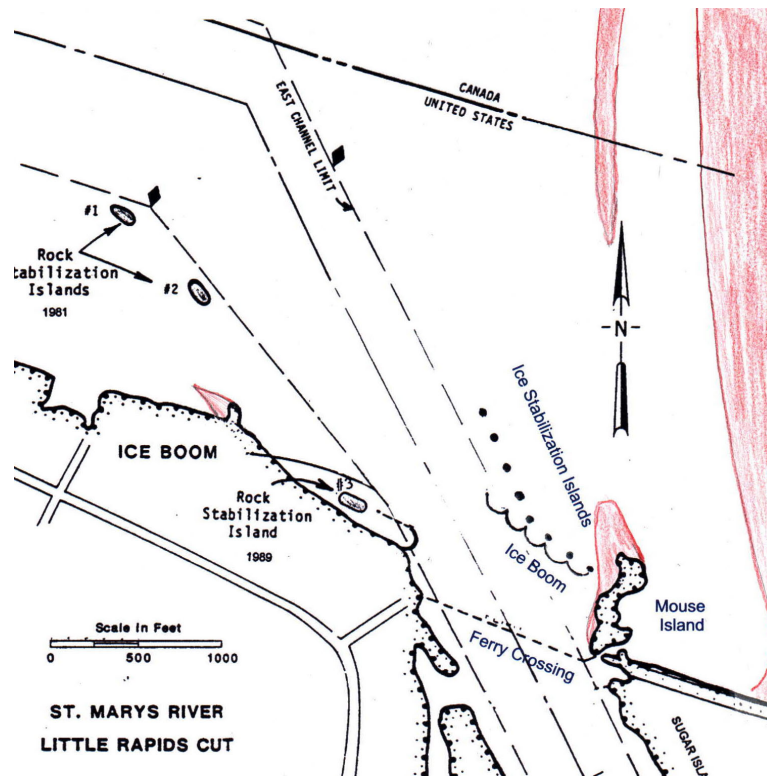 CANADA
UNITED STATES
EAST CHANNEL LIMIT
#1
Rock
tabilization
Islands
1981
#2
-N-
Ice Stabilization Islands
ICE BOOM
#3
Rock
Stabilization
Island
1989
Ice Boom
Mouse
Island
Scale in Feet
0 500 1000
Ferry Crossing
ST. MARYS RIVER
LITTLE RAPIDS CUT
SUGAR ISL